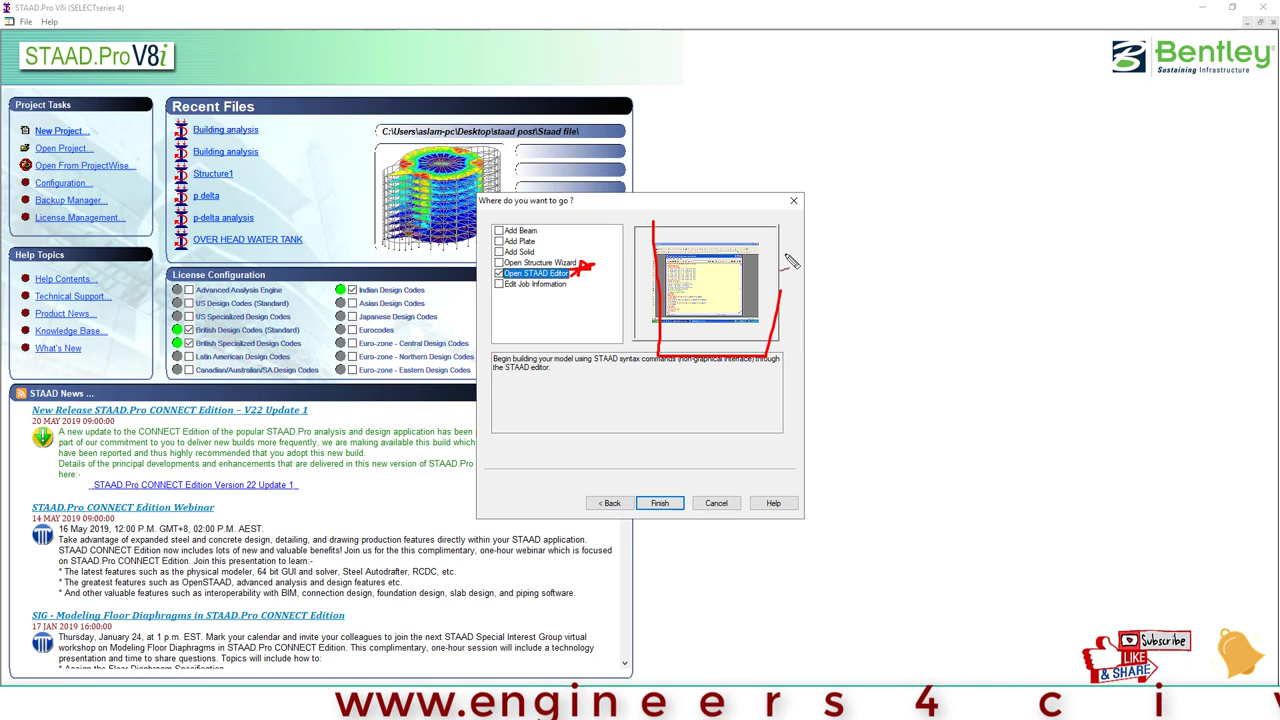 STAAD.Pro V8i (SELECTseries 4)
File Help
STAAD.Pro V8i
Bentley
Sustaining Infrastructure
Project Tasks
New Project...
Open Project...
Open From ProjectWise...
Configuration...
Backup Manager...
License Management...
Recent Files
Building analysis
Building analysis
Structure1
p delta
p-delta analysis
OVER HEAD WATER TANK
C:\Users\aslam-pc\Desktop\staad post\Staad file\
Help Topics
Help Contents...
Technical Support...
Product News...
Knowledge Base...
What's New
License Configuration
Advanced Analysis Engine
US Design Codes (Standard)
US Specialized Design Codes
British Design Codes (Standard)
British Specialized Design Codes
Latin American Design Codes
Canadian/Australian/SA Design Codes
Indian Design Codes
Asian Design Codes
Japanese Design Codes
Eurocodes
Euro-zone - Central Design Codes
Euro-zone - Northern Design Codes
Euro-zone - Eastern Design Codes
Where do you want to go ?
Add Beam
Add Plate
Add Solid
Open Structure Wizard
Open STAAD Editor
Edit Job Information
Begin building your model using STAAD syntax commands (non-graphical interface) through
the STAAD editor.
< Back Finish Cancel Help
STAAD News ...
New Release STAAD.Pro CONNECT Edition – V22 Update 1
20 MAY 2019 09:00:00
A new update to the CONNECT Edition of the popular STAAD.Pro analysis and design application has been
part of our commitment to you to deliver new builds more frequently, we are making available this build which
have been received and thus highly recommended that you adopt this new build.
Details of the principal developments and enhancements that are delivered in this new version of STAAD.Pro
here:-
STAAD.Pro CONNECT Edition Version 22 Update 1
STAAD.Pro CONNECT Edition Webinar
14 MAY 2019 09:00:00
16 May 2019, 12:00 P.M. GMT+8, 02:00 P.M. AEST.
Take advantage of expanded steel and concrete design, detailing, and drawing production features directly within your STAAD application.
STAAD CONNECT Edition now includes lots of new and valuable benefits! Join us for this complimentary, one-hour webinar which is focused
on STAAD.Pro CONNECT Edition. Join this presentation to learn:-
* The latest features such as the physical modeler, 64 bit GUI and solver, Steel Autodrafter, RCDC, etc.
* The greatest features such as OpenSTAAD, advanced analysis and design features etc.
* And other valuable features such as interoperability with BIM, connection design, foundation design, slab design, and piping software.
SIG - Modeling Floor Diaphragms in STAAD.Pro CONNECT Edition
17 JAN 2019 16:00:00
Thursday, January 24, at 1 p.m. EST. Mark your calendar and invite your colleagues to join the next STAAD Special Interest Group virtual
workshop on Modeling Floor Diaphragms in STAAD.Pro CONNECT Edition. This complimentary, one-hour session will include a technology
presentation and time to share questions. Topics will include how to:
* Assign the Floor Diaphragm Specification
Subscribe
LIKE
& SHARE
www.engineers4ci